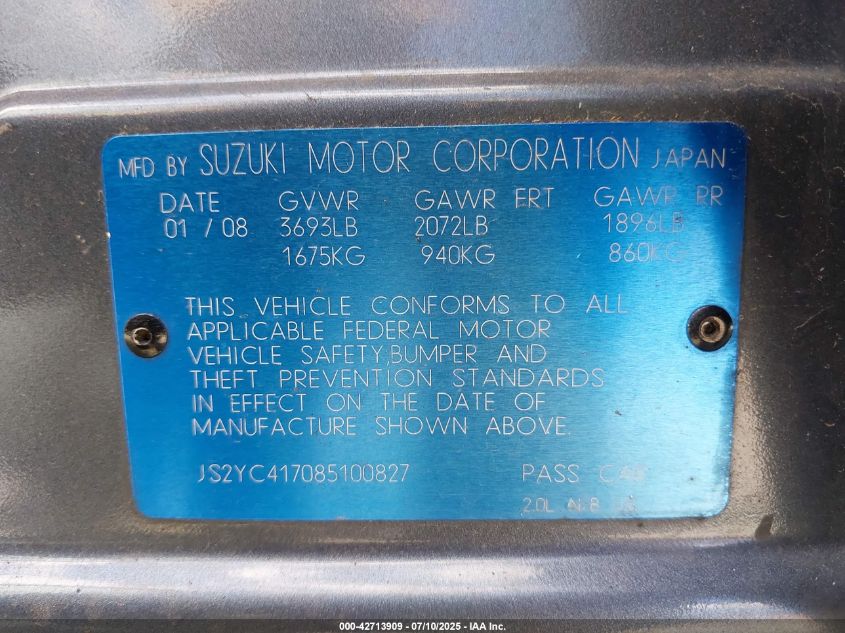 MFD BY SUZUKI MOTOR CORPORATION JAPAN
DATE GVWR GAWR FRT GAWR RR
01 / 08 3693LB 2072LB 1896LB
1675KG 940KG 860KG
THIS VEHICLE CONFORMS TO ALL
APPLICABLE FEDERAL MOTOR
VEHICLE SAFETY,BUMPER AND
THEFT PREVENTION STANDARDS
IN EFFECT ON THE DATE OF
MANUFACTURE SHOWN ABOVE.
JS2YC417085100827 PASS CAR
2.0L
000-42713909 - 07/10/2025 - IAA Inc.